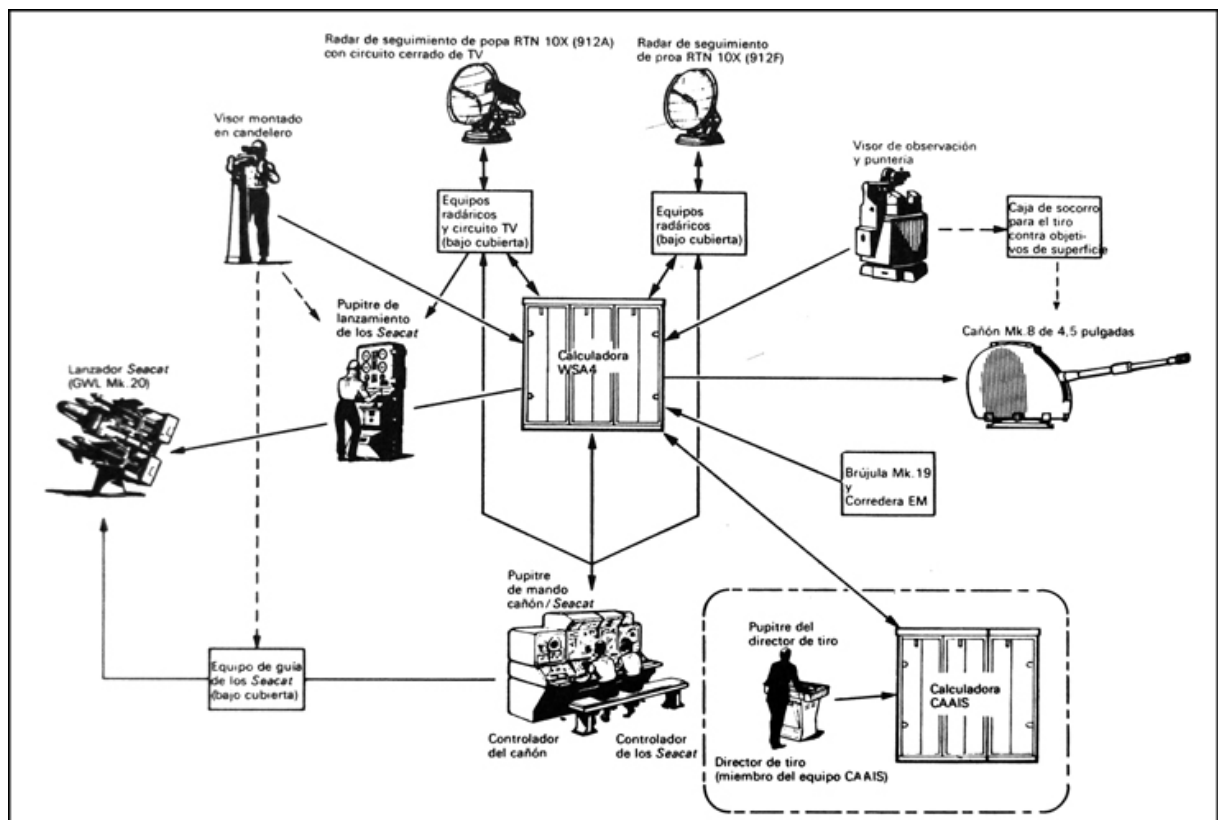 Radar de seguimiento de popa RTN 10X (912A)
con circuito cerrado de TV
Radar de seguimiento
de proa RTN 10X (912F)
Visor montado
en candelero
Visor de observación
y puntería
Equipos
radáricos
y circuito TV
(bajo cubierta)
Equipos
radáricos
(bajo cubierta)
Caja de socorro
para el tiro
contra objeti-
vos de superficie
Pupitre de
lanzamiento
de los Seacat
Calculadora
WSA4
Cañón Mk.8 de 4,5 pulgadas
Lanzador Seacat
(GWL Mk.20)
Brújula Mk.19
y
Corredera EM
Pupitre
de mando
cañón/Seacat
Equipo de guía
de los Seacat
(bajo cubierta)
Controlador
del cañón
Controlador
de los Seacat
Pupitre del
director de tiro
Calculadora
CAAIS
Director de tiro
(miembro del equipo CAAIS)